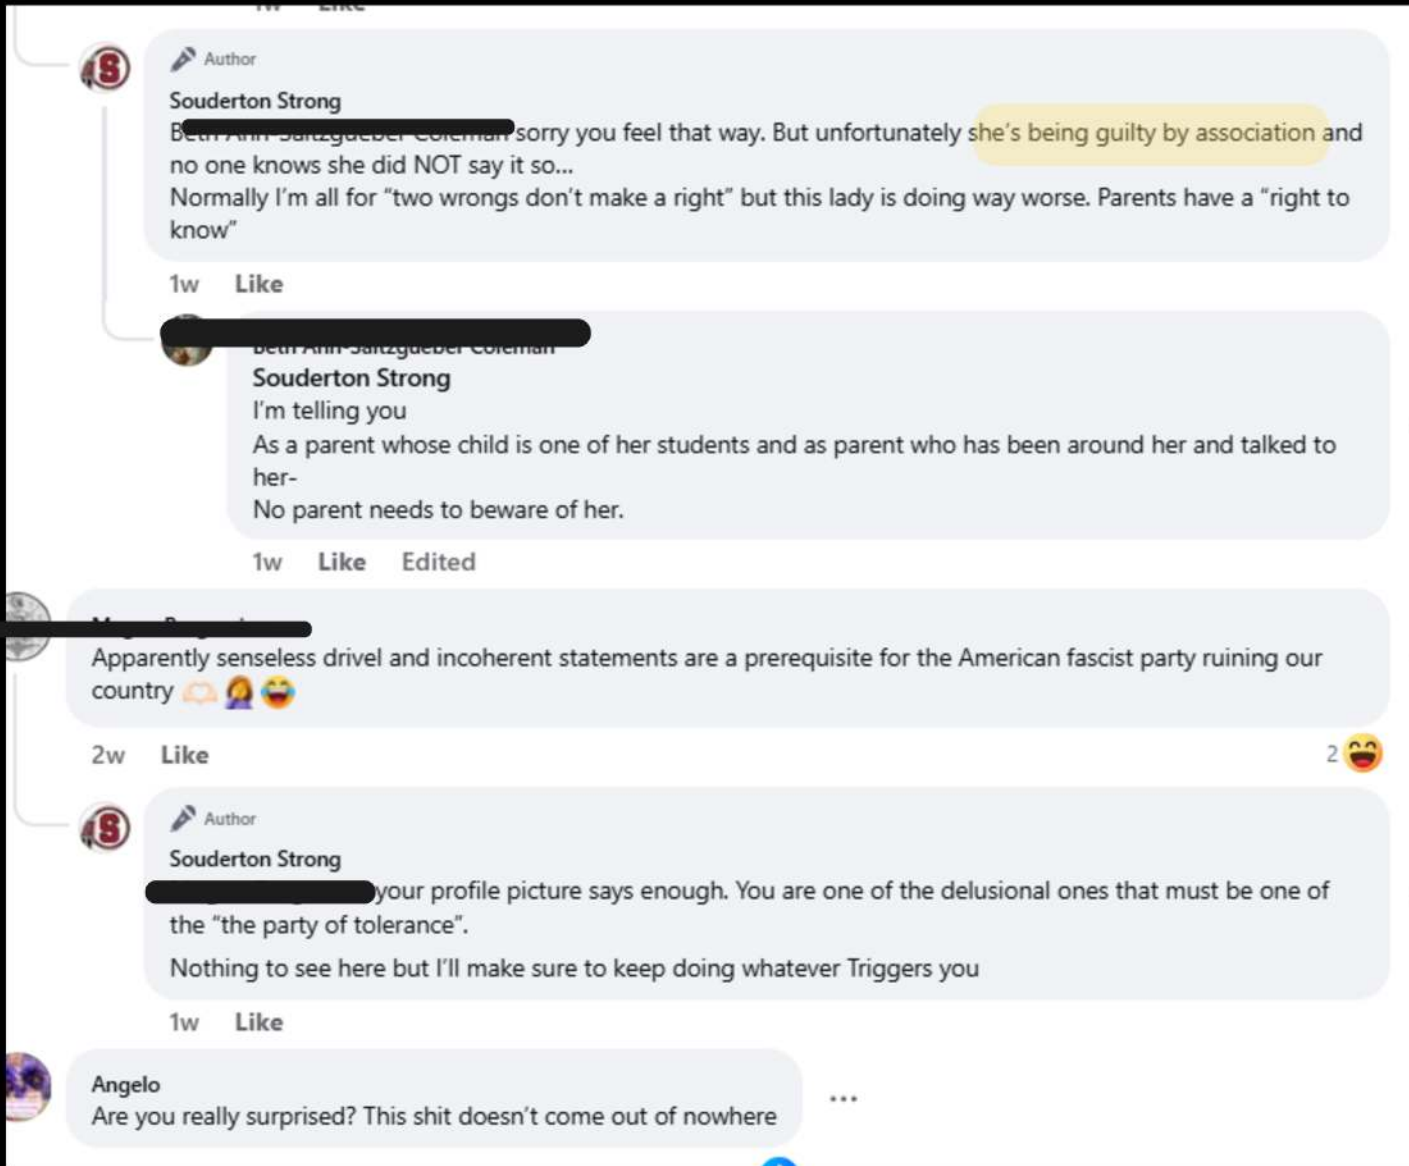 Author
Souderton Strong
sorry you feel that way. But unfortunately she's being guilty by association and
no one knows she did NOT say it so...
Normally I'm all for “two wrongs don't make a right” but this lady is doing way worse. Parents have a “right to
know”
1w Like
Souderton Strong
I'm telling you
As a parent whose child is one of her students and as parent who has been around her and talked to
her-
No parent needs to beware of her.
1w Like Edited
Apparently senseless drivel and incoherent statements are a prerequisite for the American fascist party ruining our
country
2w Like 2
Author
Souderton Strong
your profile picture says enough. You are one of the delusional ones that must be one of
the “the party of tolerance”.
Nothing to see here but I'll make sure to keep doing whatever Triggers you
1w Like
Angelo
Are you really surprised? This shit doesn't come out of nowhere